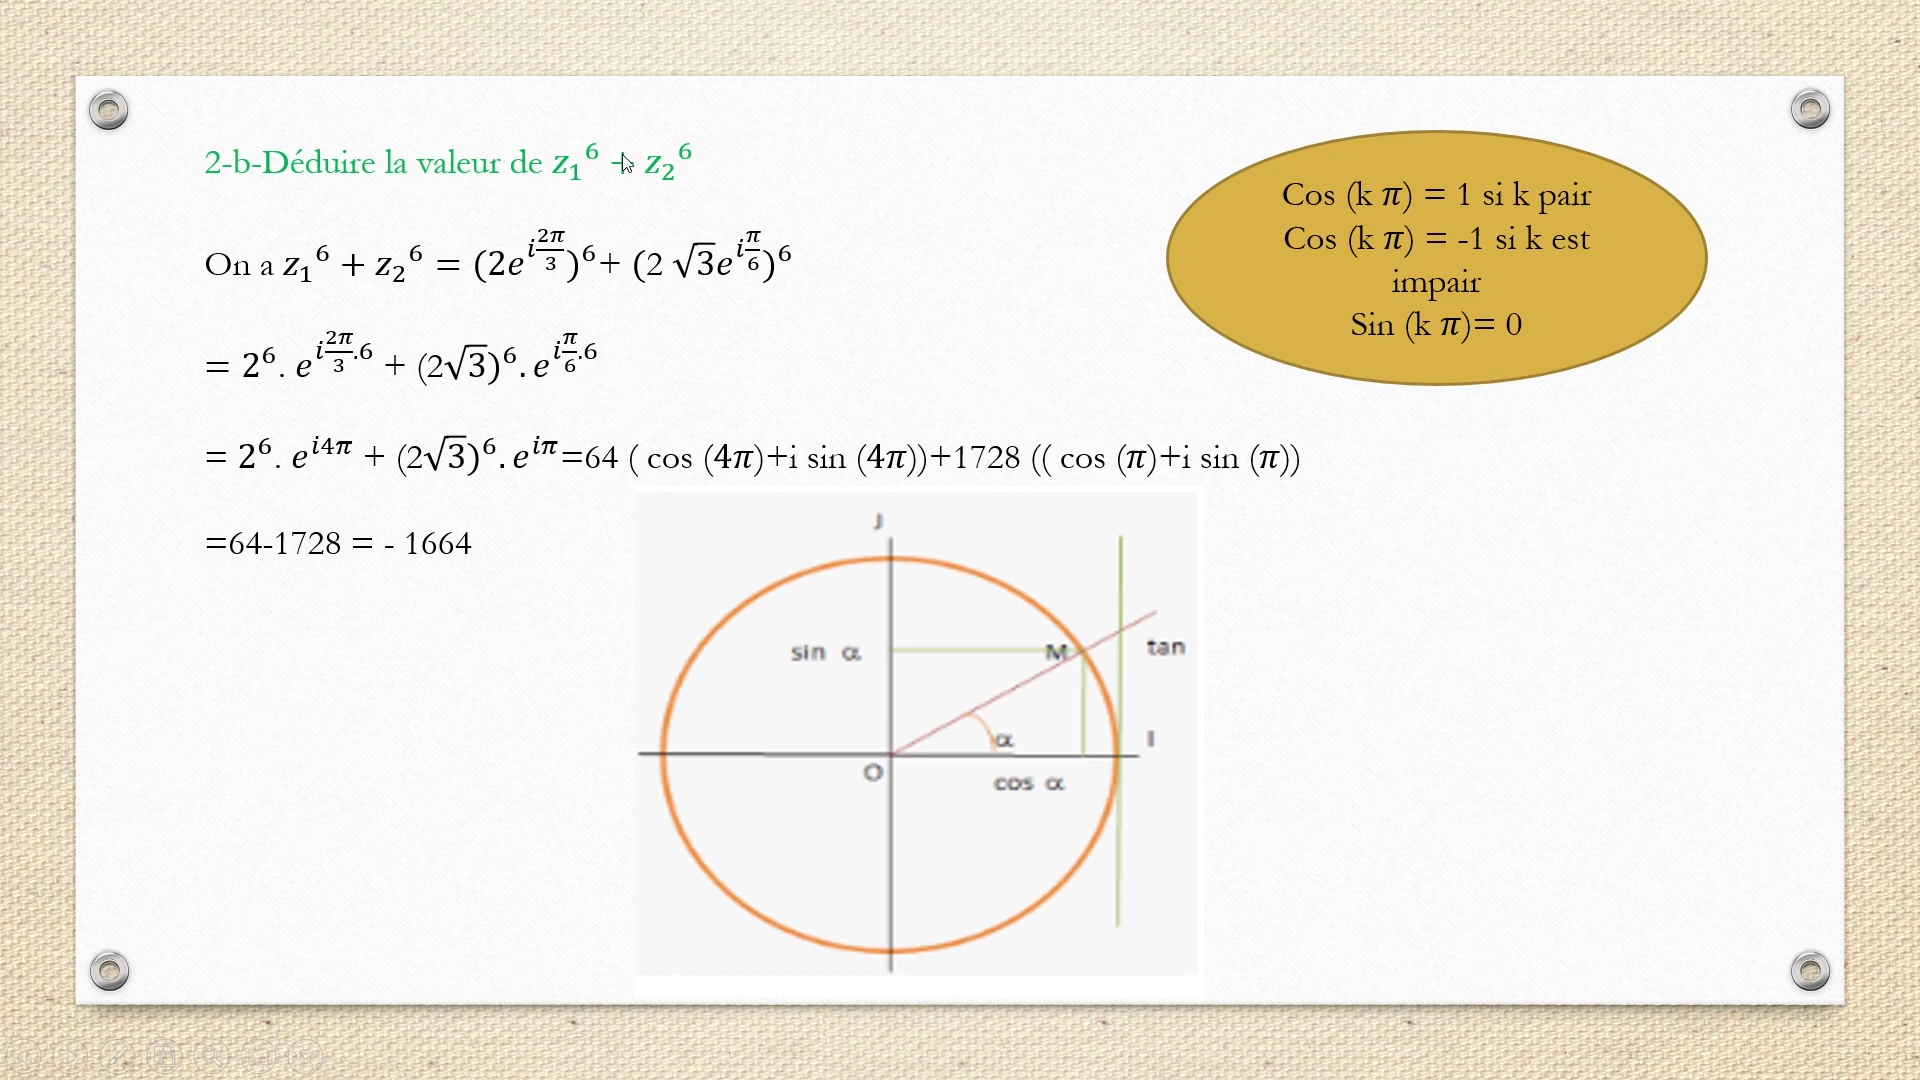 2-b-Déduire la valeur de z₁⁶ + z₂⁶
On a z₁⁶ + z₂⁶ = (2e^{i2π/3})⁶+ (2 √3e^{iπ/6})⁶
= 2⁶. e^{i2π/3.6} + (2√3)⁶. e^{iπ/6.6}
= 2⁶. e^{i4π} + (2√3)⁶. e^{iπ}=64 ( cos (4π)+i sin (4π))+1728 (( cos (π)+i sin (π))
=64-1728 = - 1664
Cos (k π) = 1 si k pair
Cos (k π) = -1 si k est
impair
Sin (k π)= 0
J
sin α
M
tan
α
I
O
cos α